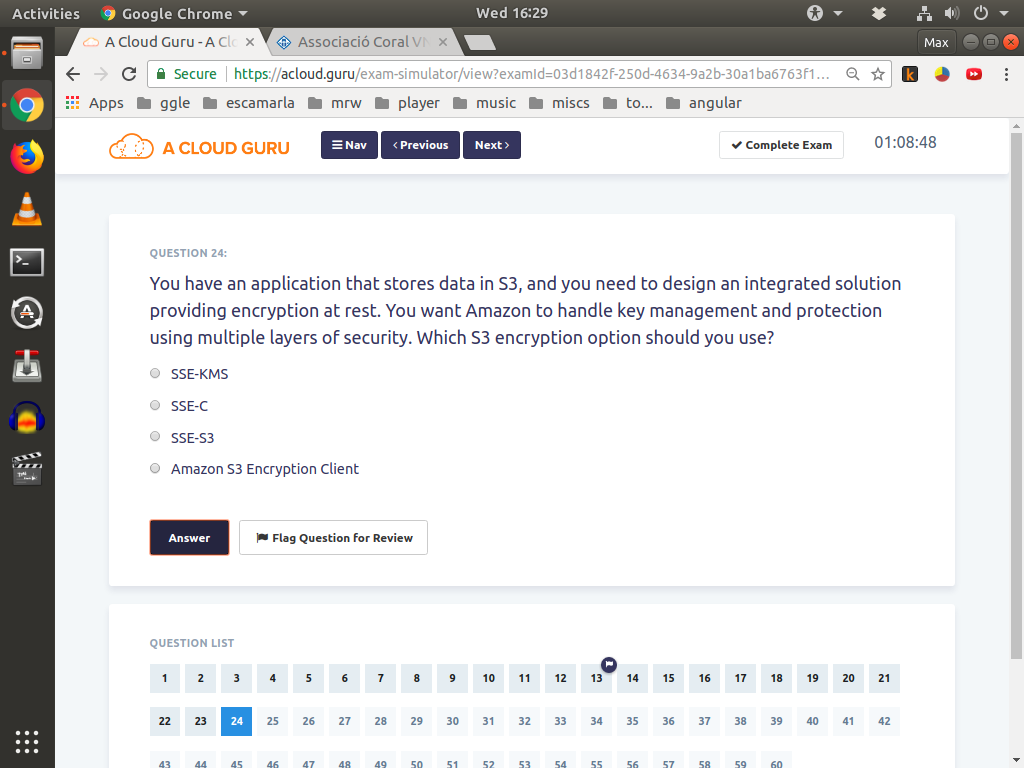 Activities Google Chrome Wed 16:29
A Cloud Guru - A Clo Associació Coral VN Max
Secure https://acloud.guru/exam-simulator/view?examId=03d1842f-250d-4634-9a2b-30a1ba6763f1...
Apps ggle escamarla mrw player music miscs to... angular
A CLOUD GURU Nav Previous Next Complete Exam 01:08:48
QUESTION 24:
You have an application that stores data in S3, and you need to design an integrated solution
providing encryption at rest. You want Amazon to handle key management and protection
using multiple layers of security. Which S3 encryption option should you use?
SSE-KMS
SSE-C
SSE-S3
Amazon S3 Encryption Client
Answer Flag Question for Review
QUESTION LIST
1 2 3 4 5 6 7 8 9 10 11 12 13 14 15 16 17 18 19 20 21
22 23 24 25 26 27 28 29 30 31 32 33 34 35 36 37 38 39 40 41 42
43 44 45 46 47 48 49 50 51 52 53 54 55 56 57 58 59 60